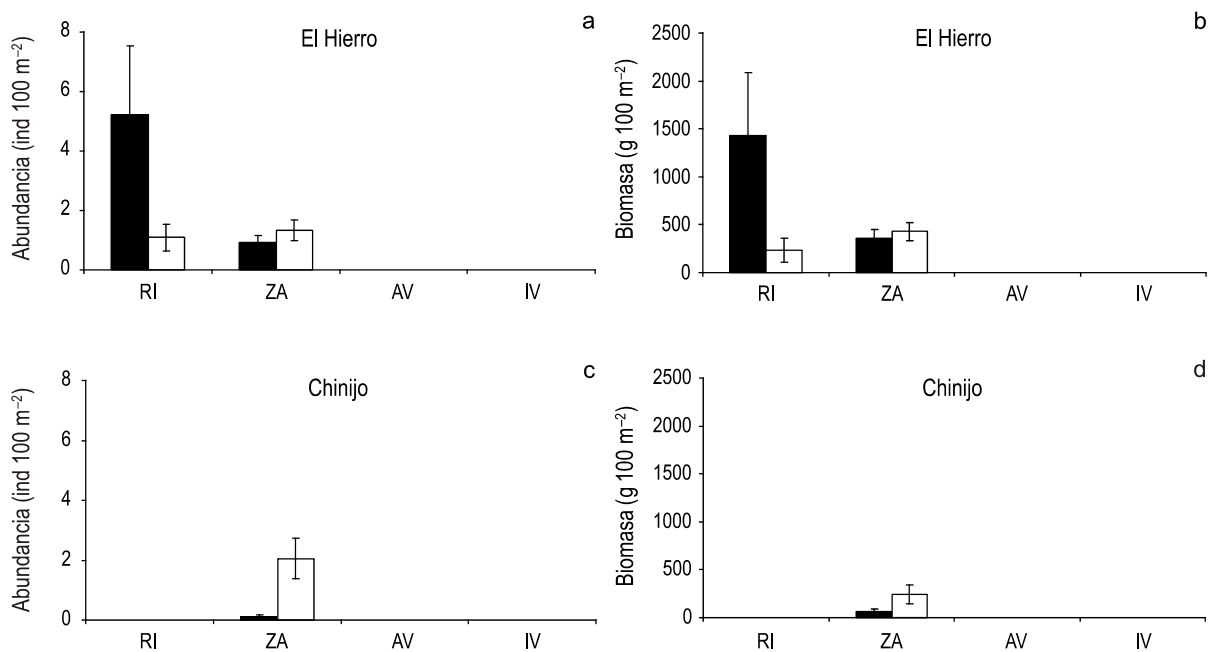 a
El Hierro
Abundancia (ind 100 m⁻²)
8
6
4
2
0
RI ZA AV IV
b
El Hierro
Biomasa (g 100 m⁻²)
2500
2000
1500
1000
500
0
RI ZA AV IV
c
Chinijo
Abundancia (ind 100 m⁻²)
8
6
4
2
0
RI ZA AV IV
d
Chinijo
Biomasa (g 100 m⁻²)
2500
2000
1500
1000
500
0
RI ZA AV IV